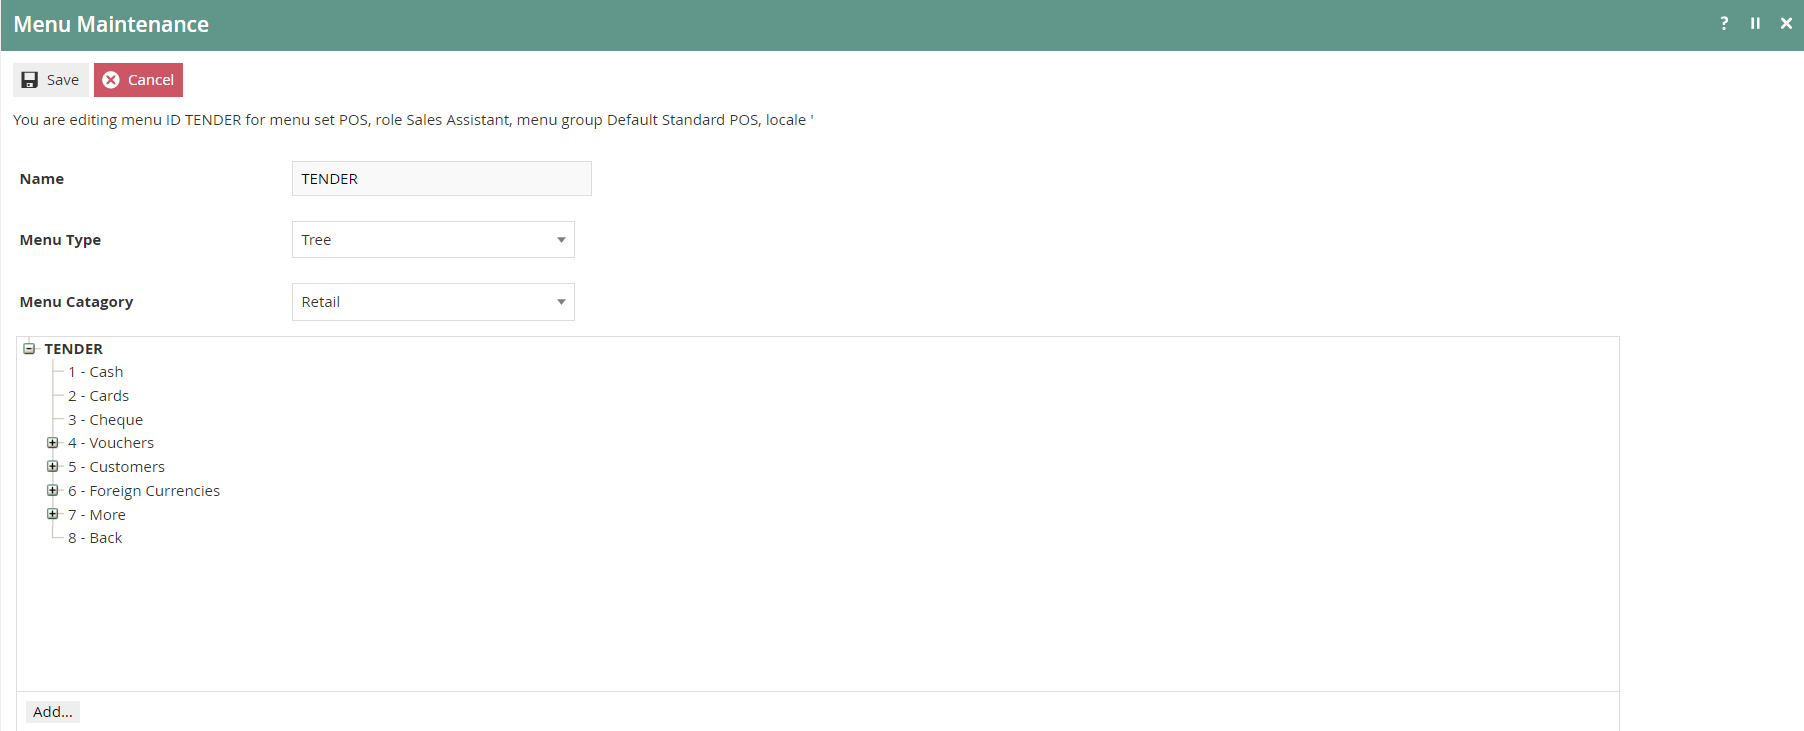 Menu Maintenance
?
Save Cancel
You are editing menu ID TENDER for menu set POS, role Sales Assistant, menu group Default Standard POS, locale '
Name TENDER
Menu Type Tree
Menu Catagory Retail
TENDER
1 - Cash
2 - Cards
3 - Cheque
4 - Vouchers
5 - Customers
6 - Foreign Currencies
7 - More
8 - Back
Add...